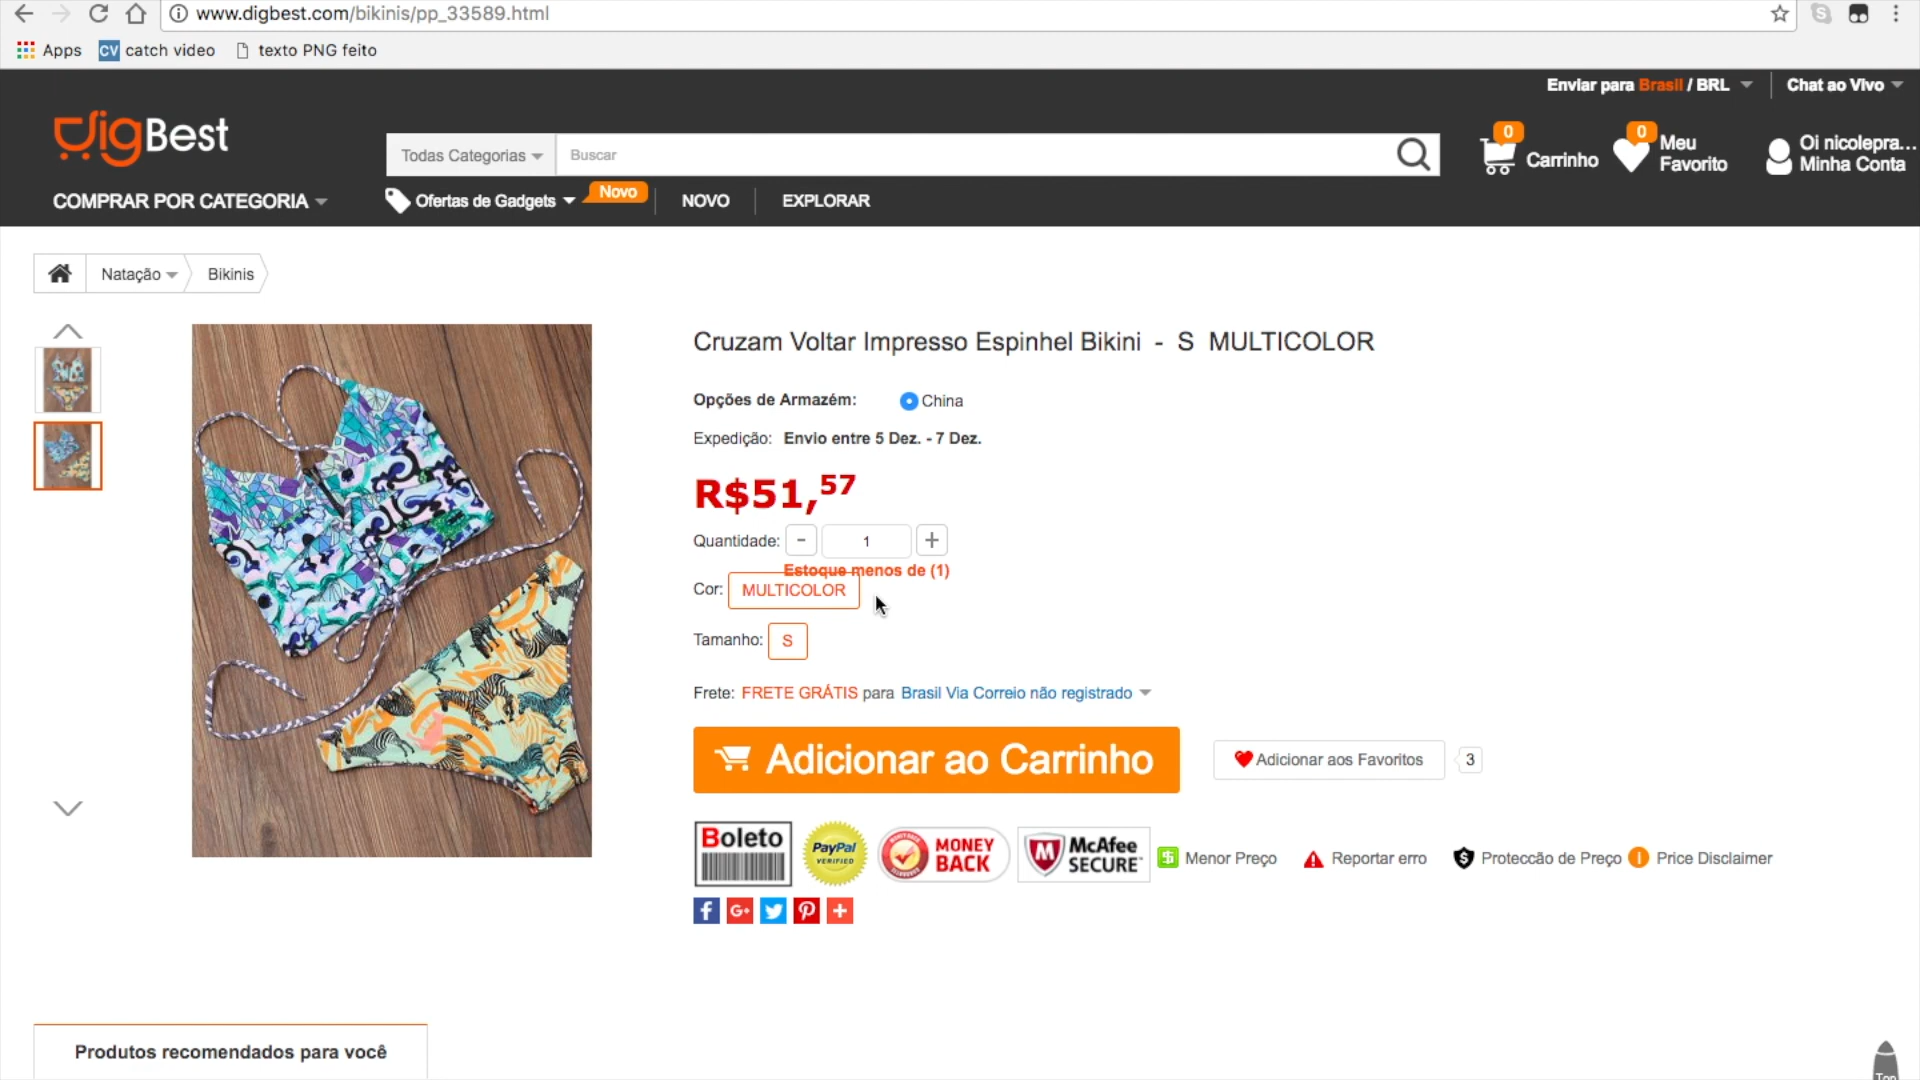 www.digbest.com/bikinis/pp_33589.html
Apps
CV catch video
texto PNG feito
Enviar para Brasil / BRL
Chat ao Vivo
DigBest
Todas Categorias
Buscar
0
Carrinho
0
Meu
Favorito
Oi nicolepra...
Minha Conta
COMPRAR POR CATEGORIA
Ofertas de Gadgets
Novo
NOVO
EXPLORAR
Natação
Bikinis
Cruzam Voltar Impresso Espinhel Bikini - S MULTICOLOR
Opções de Armazém: China
Expedição: Envio entre 5 Dez. - 7 Dez.
R$51,57
Quantidade: - 1 +
Estoque menos de (1)
Cor: MULTICOLOR
Tamanho: S
Frete: FRETE GRÁTIS para Brasil Via Correio não registrado
Adicionar ao Carrinho
Adicionar aos Favoritos
3
Boleto
PayPal
VERIFIED
MONEY
BACK
McAfee
SECURE
Menor Preço
Reportar erro
Proteccão de Preço
Price Disclaimer
Produtos recomendados para você
Top